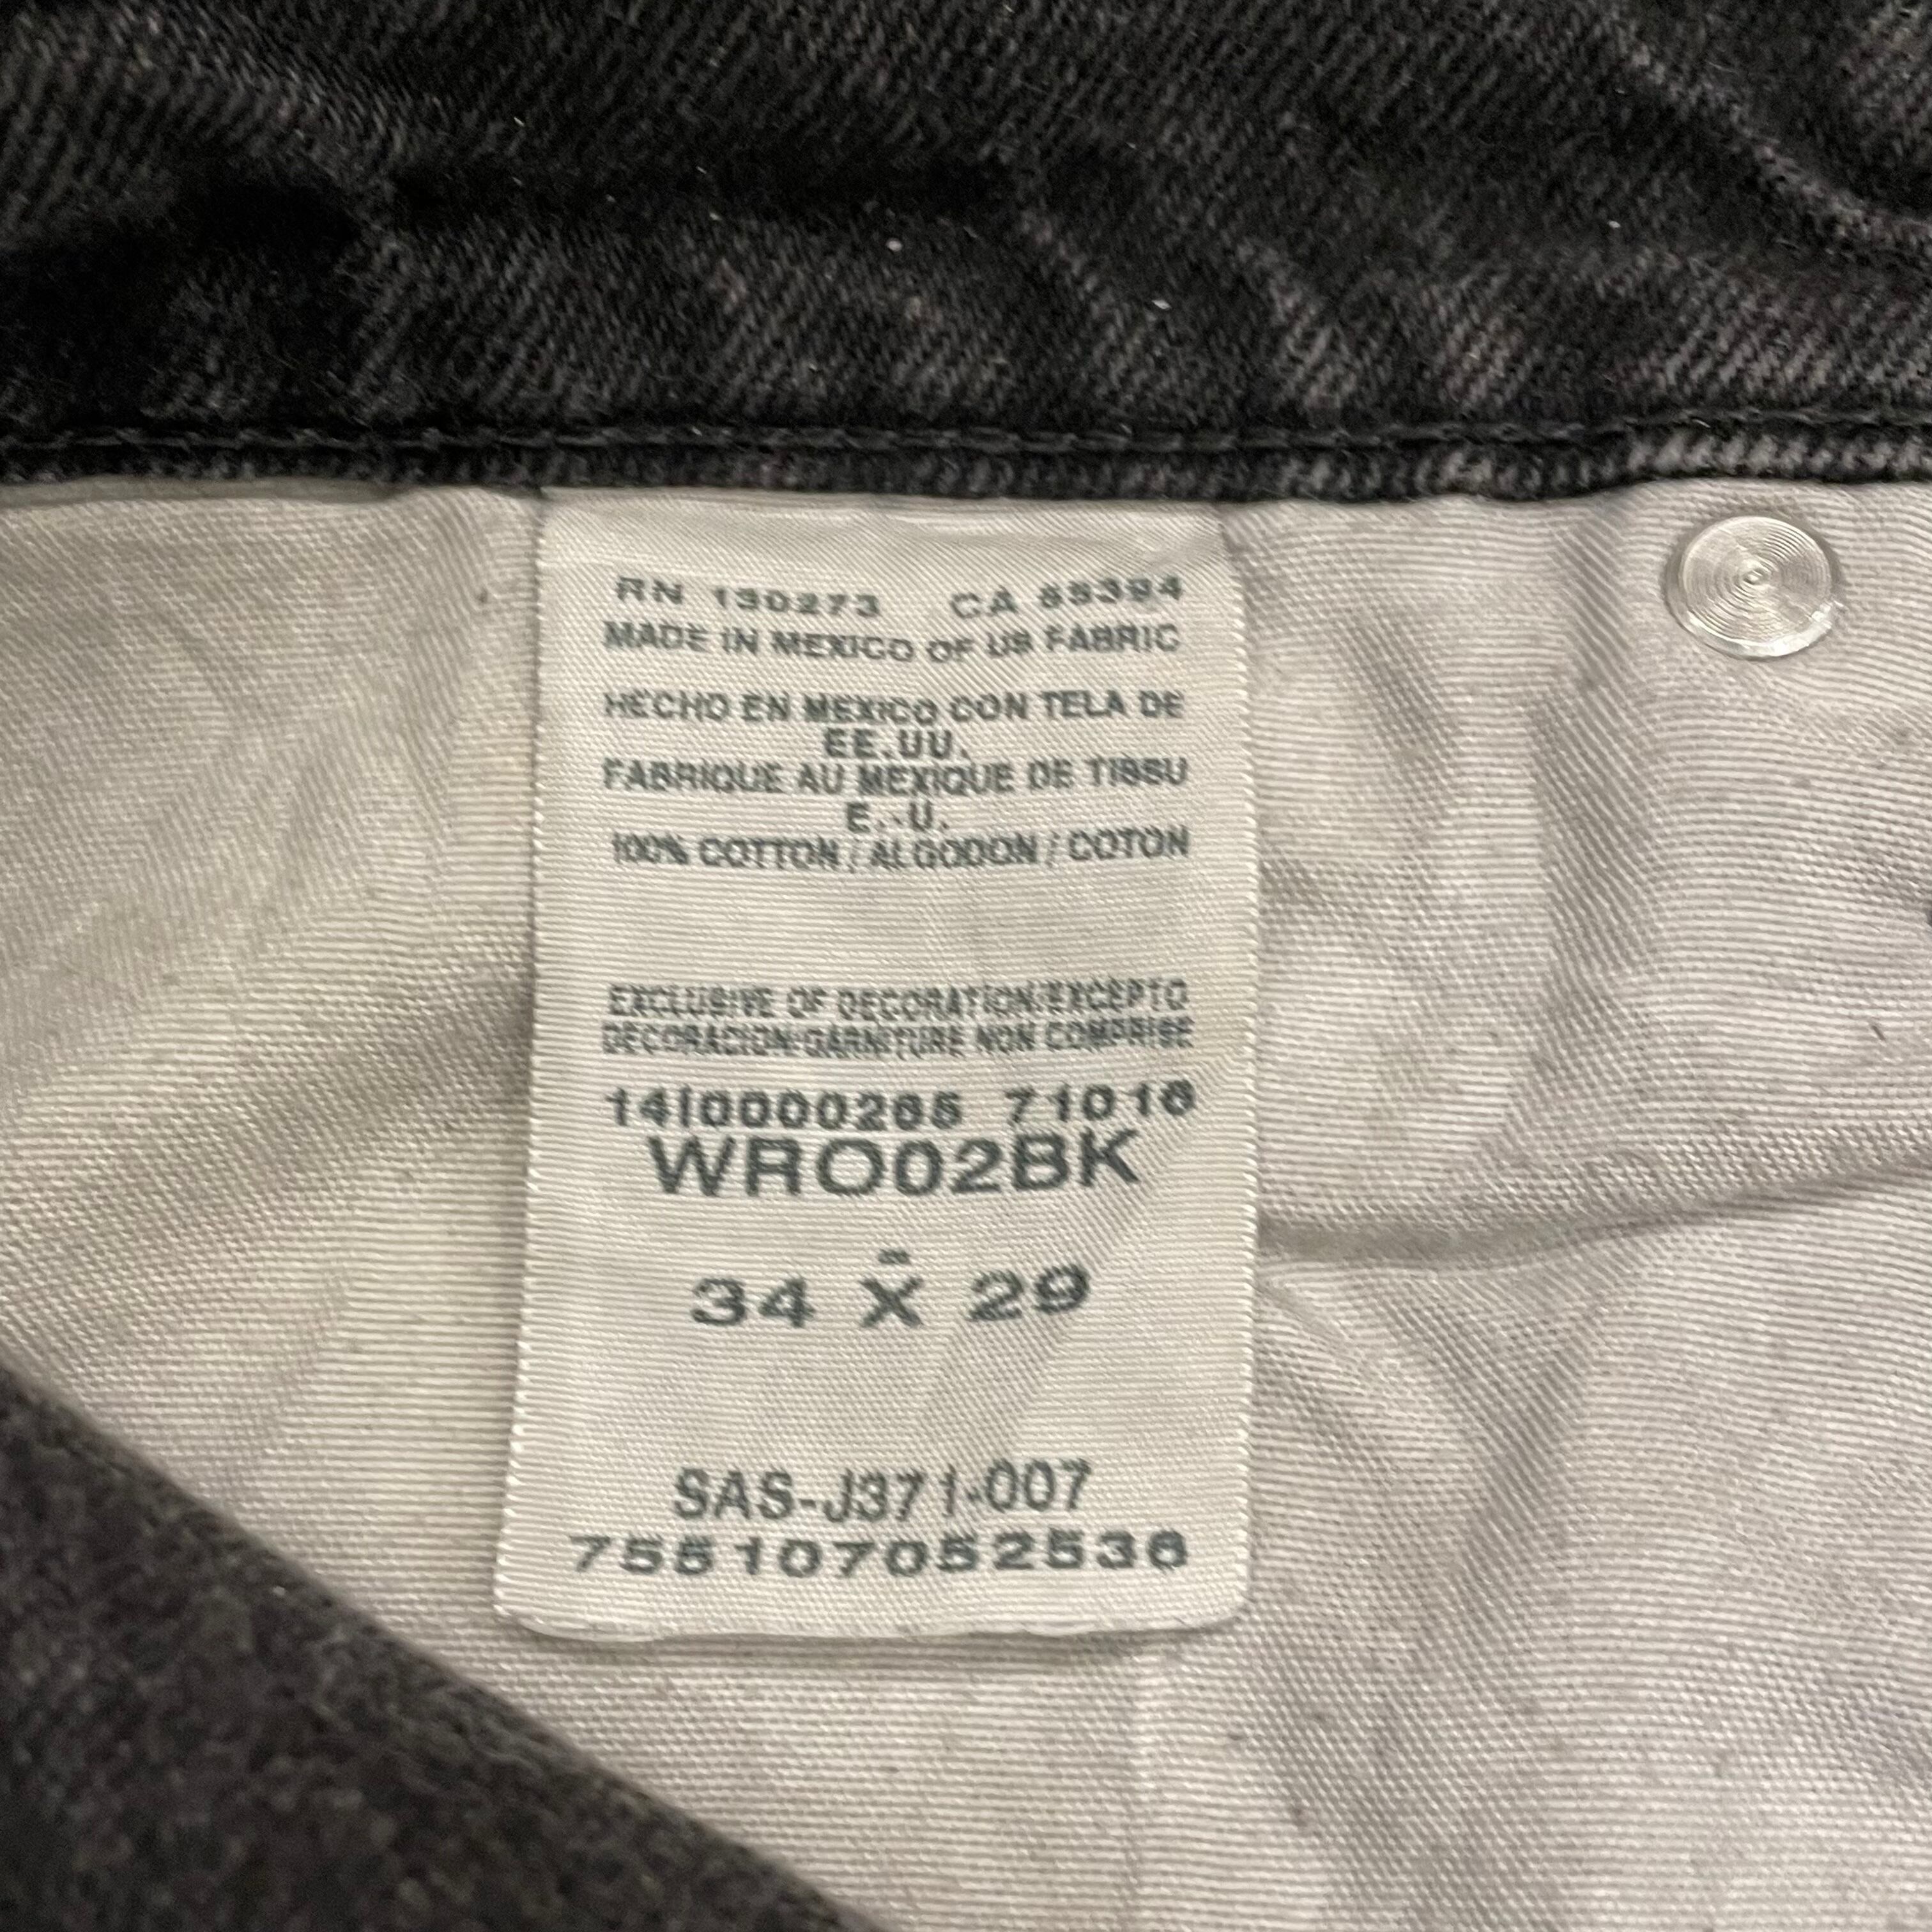 RN 130273 CA 65394
MADE IN MEXICO OF US FABRIC
HECHO EN MEXICO CON TELA DE
EE.UU.
FABRIQUE AU MEXIQUE DE TISSU
E.-U.
100% COTTON / ALGODON / COTON
EXCLUSIVE OF DECORATION/EXCEPTO
DECORACION/GARNITURE NON COMPRISE
1410000265 71016
WRO02BK
34 X 29
SAS-J371-007
755107052536